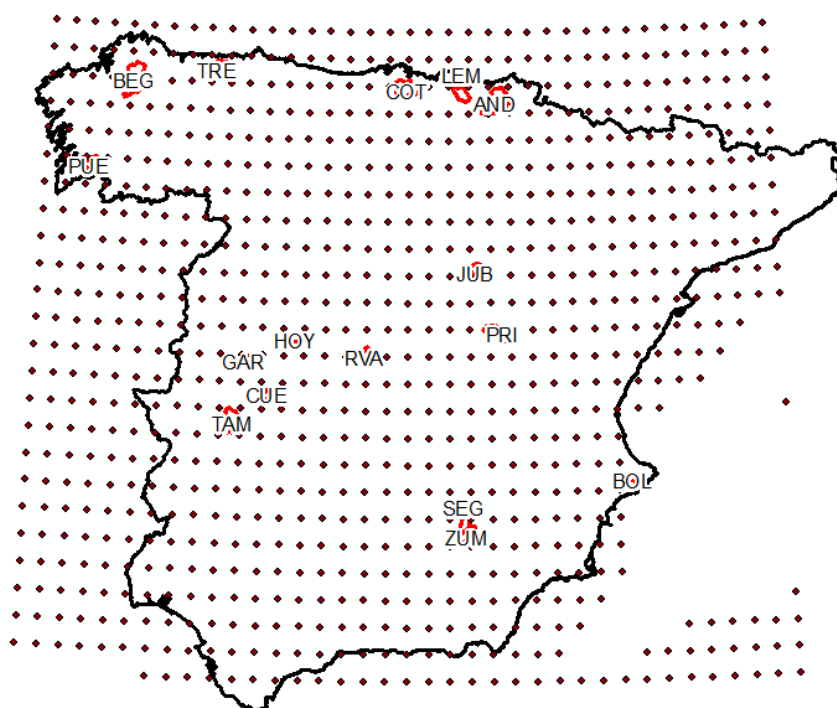 LEM
TRE
BEG
COT
AND
PUE
JUB
PRI
HOY
RVA
GAR
CUE
TAM
BOL
SEG
ZUM